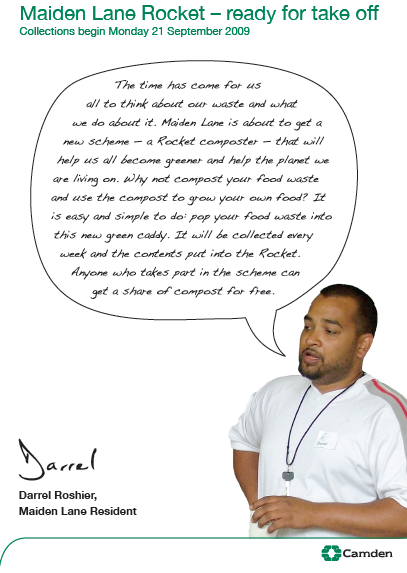 Maiden Lane Rocket – ready for take off
Collections begin Monday 21 September 2009
The time has come for us
all to think about our waste and what
we do about it. Maiden Lane is about to get a
new scheme – a Rocket composter – that will
help us all become greener and help the planet we
are living on. Why not compost your food waste
and use the compost to grow your own food? It
is easy and simple to do: pop your food waste into
this new green caddy. It will be collected every
week and the contents put into the Rocket.
Anyone who takes part in the scheme can
get a share of compost for free.
Darrel
Darrel Roshier,
Maiden Lane Resident
Camden